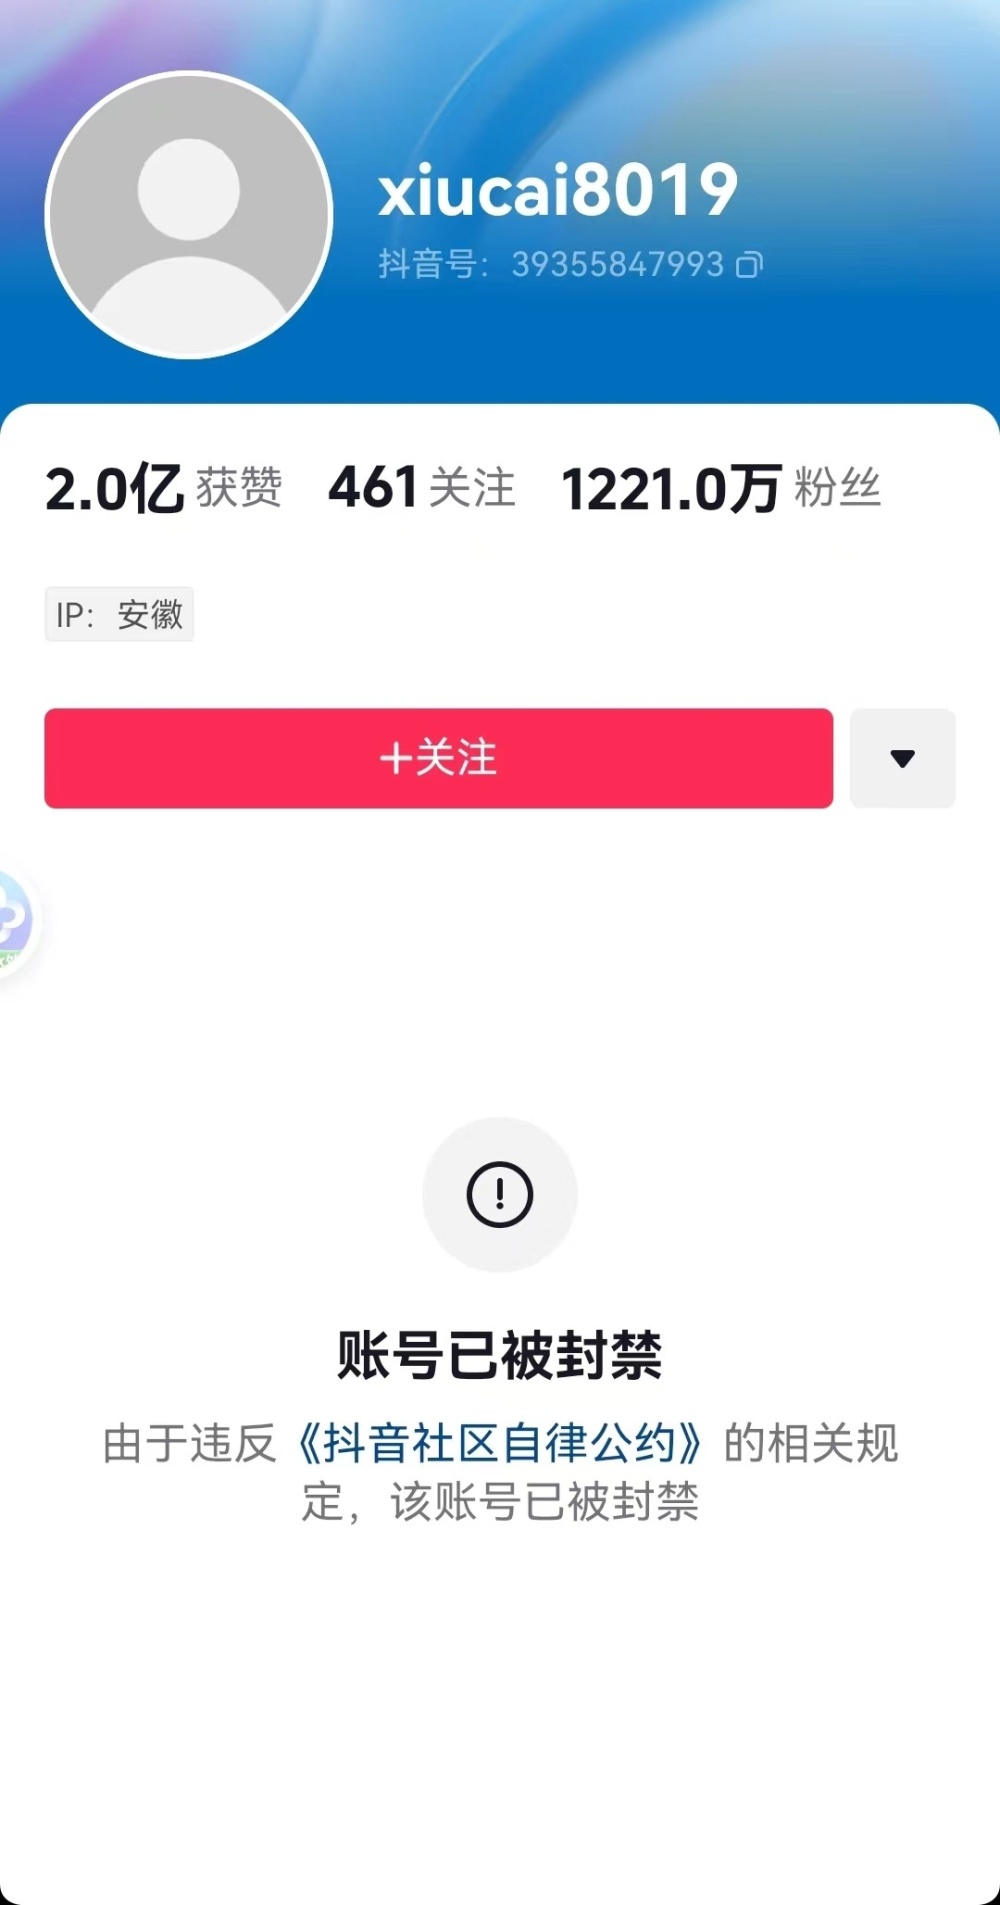 xiucai8019
抖音号：39355847993
2.0亿 获赞 461 关注 1221.0万 粉丝
IP：安徽
+关注
账号已被封禁
由于违反《抖音社区自律公约》的相关规
定，该账号已被封禁